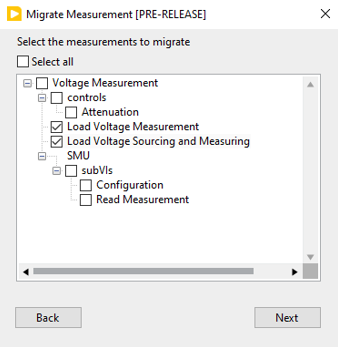 Migrate Measurement [PRE-RELEASE]
Select the measurements to migrate
Select all
Voltage Measurement
controls
Attenuation
Load Voltage Measurement
Load Voltage Sourcing and Measuring
SMU
subVIs
Configuration
Read Measurement
Back
Next